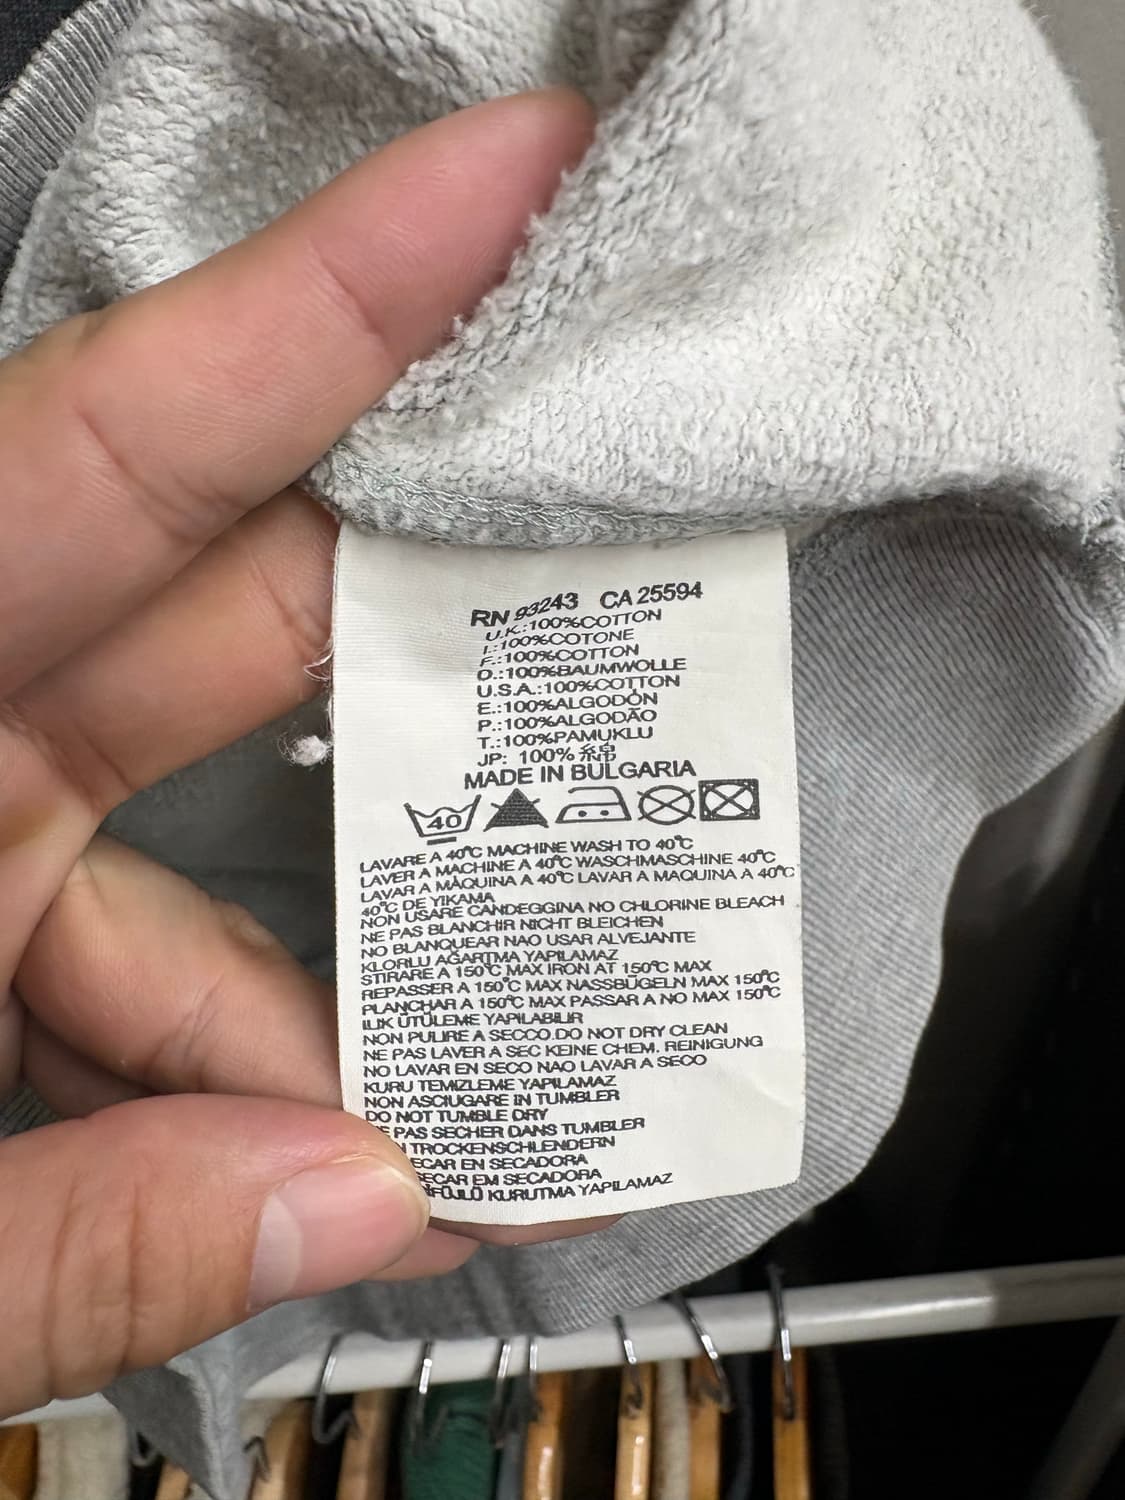 RN 93243 CA 25594
U.K.:100%COTTON
I.:100%COTONE
F.:100%COTTON
D.:100%BAUMWOLLE
U.S.A.:100%COTTON
E.:100%ALGODÓN
P.:100%ALGODÃO
T.:100%PAMUKLU
JP: 100% 綿
MADE IN BULGARIA
40
LAVARE A 40°C MACHINE WASH TO 40°C
LAVER A MACHINE A 40°C WASCHMASCHINE 40°C
LAVAR A MÁQUINA A 40°C LAVAR A MAQUINA A 40°C
40°C DE YIKAMA
NON USARE CANDEGGINA NO CHLORINE BLEACH
NE PAS BLANCHIR NICHT BLEICHEN
NO BLANQUEAR NAO USAR ALVEJANTE
KLORLU AĞARTMA YAPILAMAZ
STIRARE A 150°C MAX IRON AT 150°C MAX
REPASSER A 150°C MAX NASSBÜGELN MAX 150°C
PLANCHAR A 150°C MAX PASSAR A NO MAX 150°C
ILIK ÜTÜLEME YAPILABILIR
NON PULIRE A SECCO.DO NOT DRY CLEAN
NE PAS LAVER A SEC KEINE CHEM. REINIGUNG
NO LAVAR EN SECO NAO LAVAR A SECO
KURU TEMIZLEME YAPILAMAZ
NON ASCIUGARE IN TUMBLER
DO NOT TUMBLE DRY
PAS SECHER DANS TUMBLER
TROCKENSCHLENDERN
ECAR EN SECADORA
SECAR EM SECADORA
KURUTMA YAPILAMAZ